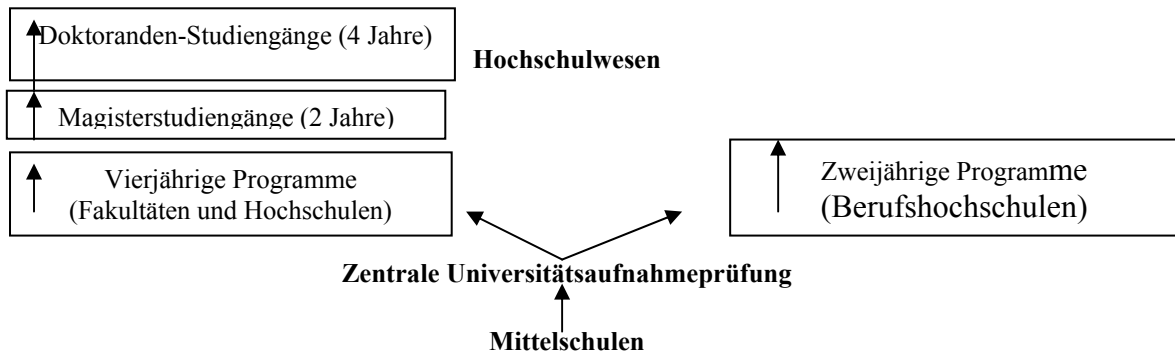 Doktoranden-Studiengänge (4 Jahre)
Hochschulwesen
Magisterstudiengänge (2 Jahre)
Vierjährige Programme
(Fakultäten und Hochschulen)
Zweijährige Programme
(Berufshochschulen)
Zentrale Universitätsaufnahmeprüfung
Mittelschulen